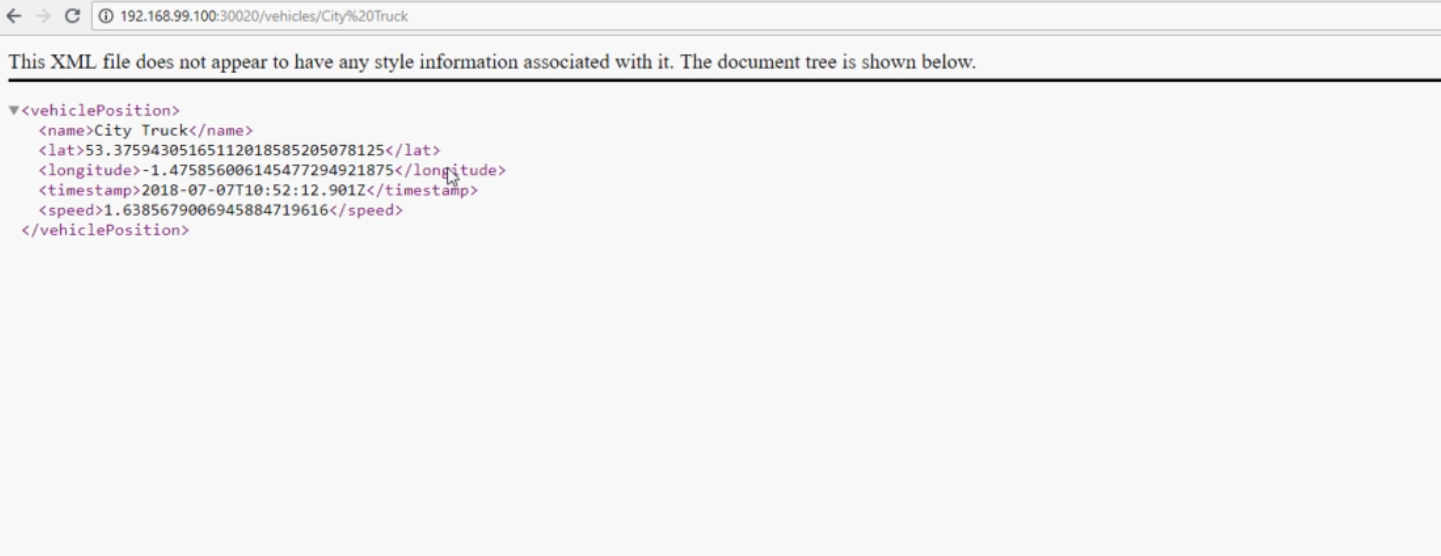 192.168.99.100:30020/vehicles/City%20Truck
This XML file does not appear to have any style information associated with it. The document tree is shown below.
▼<vehiclePosition>
<name>City Truck</name>
<lat>53.37594305165112018585205078125</lat>
<longitude>-1.475856006145477294921875</longitude>
<timestamp>2018-07-07T10:52:12.901Z</timestamp>
<speed>1.6385679006945884719616</speed>
</vehiclePosition>